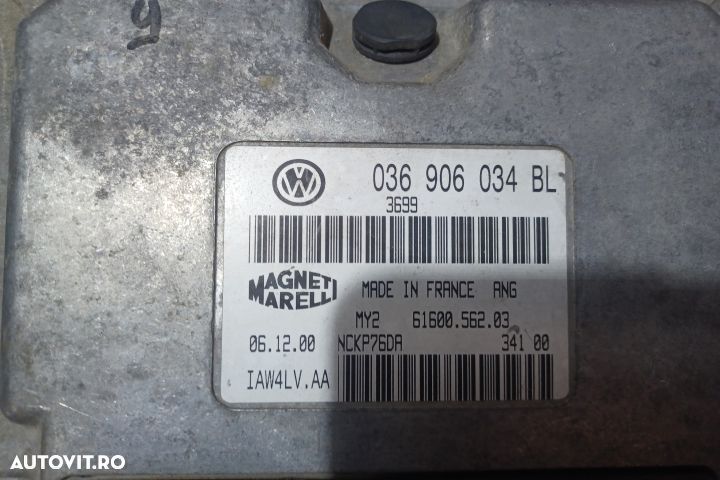 9
VW
036 906 034 BL
3699
MAGNETI
MARELLI
MADE IN FRANCE ANG
MY2 61600.562.03
06.12.00 NCKP76DA 341 00
IAW4LV.AA
AUTOVIT.RO